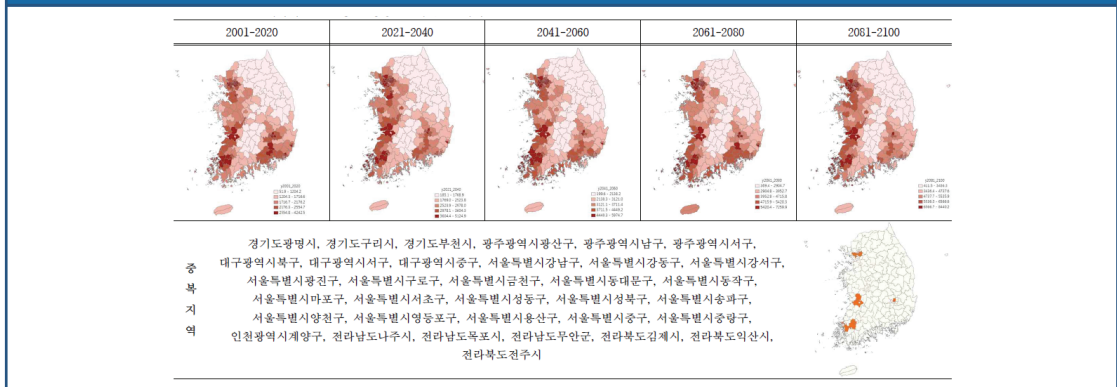 2001-2020
2021-2040
2041-2060
2061-2080
2081-2100
중복지역
경기도광명시, 경기도구리시, 경기도부천시, 광주광역시광산구, 광주광역시남구, 광주광역시서구,
대구광역시북구, 대구광역시서구, 대구광역시중구, 서울특별시강남구, 서울특별시강동구, 서울특별시강서구,
서울특별시광진구, 서울특별시구로구, 서울특별시금천구, 서울특별시동대문구, 서울특별시동작구,
서울특별시마포구, 서울특별시서초구, 서울특별시성동구, 서울특별시성북구, 서울특별시송파구,
서울특별시양천구, 서울특별시영등포구, 서울특별시용산구, 서울특별시중구, 서울특별시중랑구,
인천광역시계양구, 전라남도나주시, 전라남도목포시, 전라남도무안군, 전라북도김제시, 전라북도익산시,
전라북도전주시